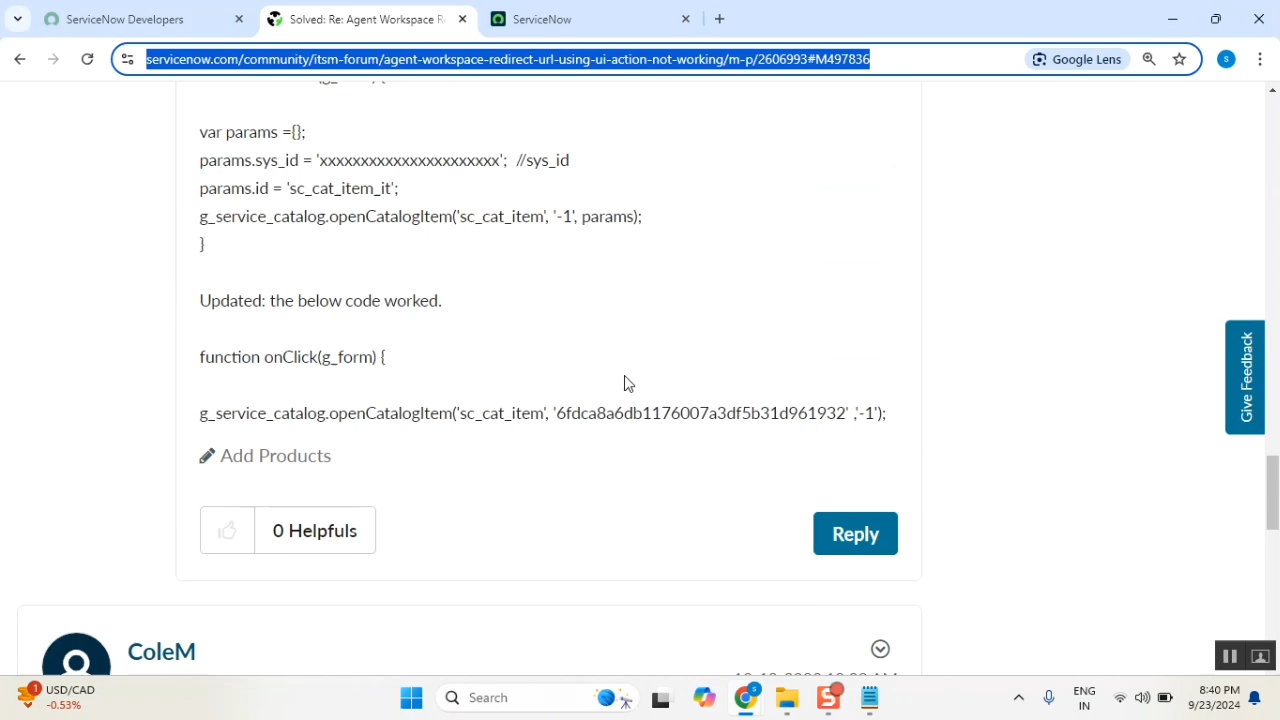 ServiceNow Developers
Solved: Re: Agent Workspace R
ServiceNow
servicenow.com/community/itsm-forum/agent-workspace-redirect-url-using-ui-action-not-working/m-p/2606993#M497836
Google Lens
s
var params ={};
params.sys_id = 'xxxxxxxxxxxxxxxxxxxxxx';  //sys_id
params.id = 'sc_cat_item_it';
g_service_catalog.openCatalogItem('sc_cat_item', '-1', params);
}
Updated: the below code worked.
function onClick(g_form) {
g_service_catalog.openCatalogItem('sc_cat_item', '6fdca8a6db1176007a3df5b31d961932' ,'-1');
Add Products
0 Helpfuls
Reply
Give Feedback
ColeM
1
USD/CAD
-0.53%
Search
ENG
IN
8:40 PM
9/23/2024